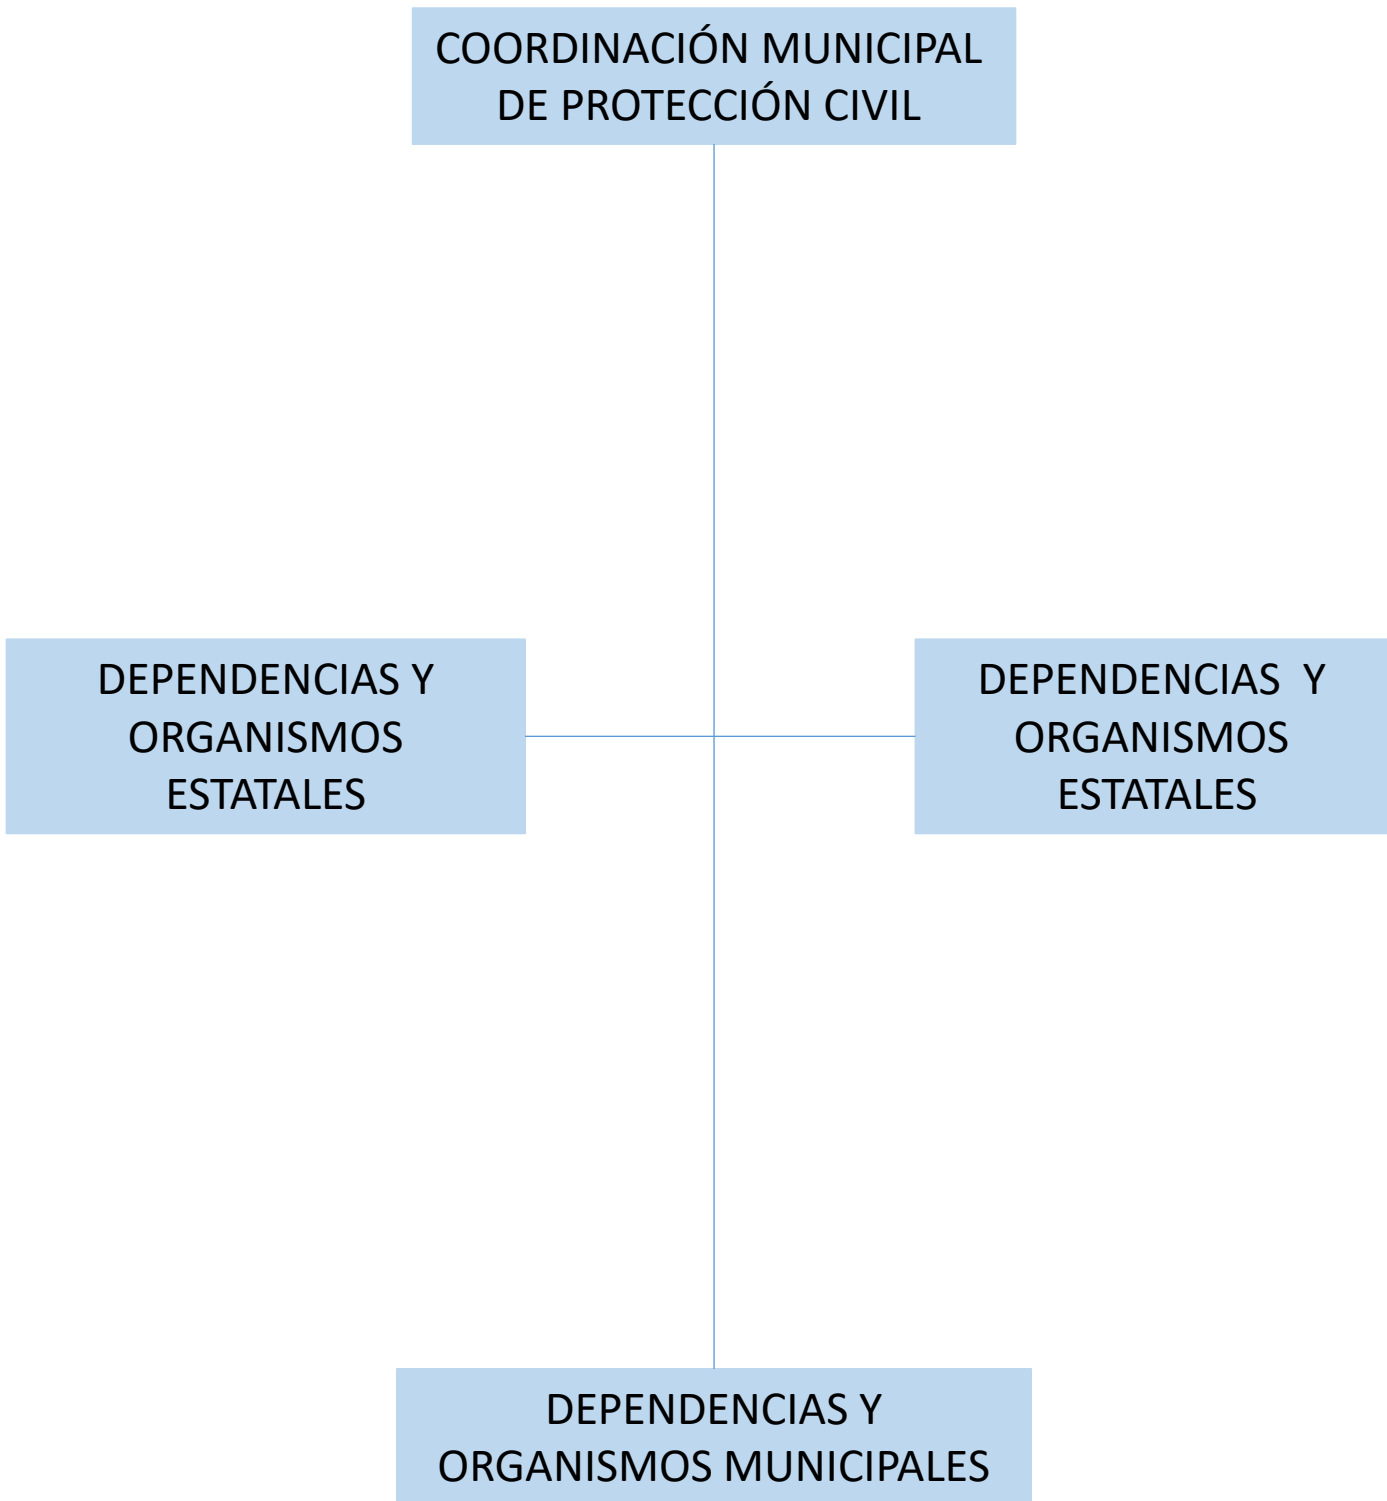 COORDINACIÓN MUNICIPAL
DE PROTECCIÓN CIVIL
DEPENDENCIAS Y
ORGANISMOS
ESTATALES
DEPENDENCIAS Y
ORGANISMOS
ESTATALES
DEPENDENCIAS Y
ORGANISMOS MUNICIPALES